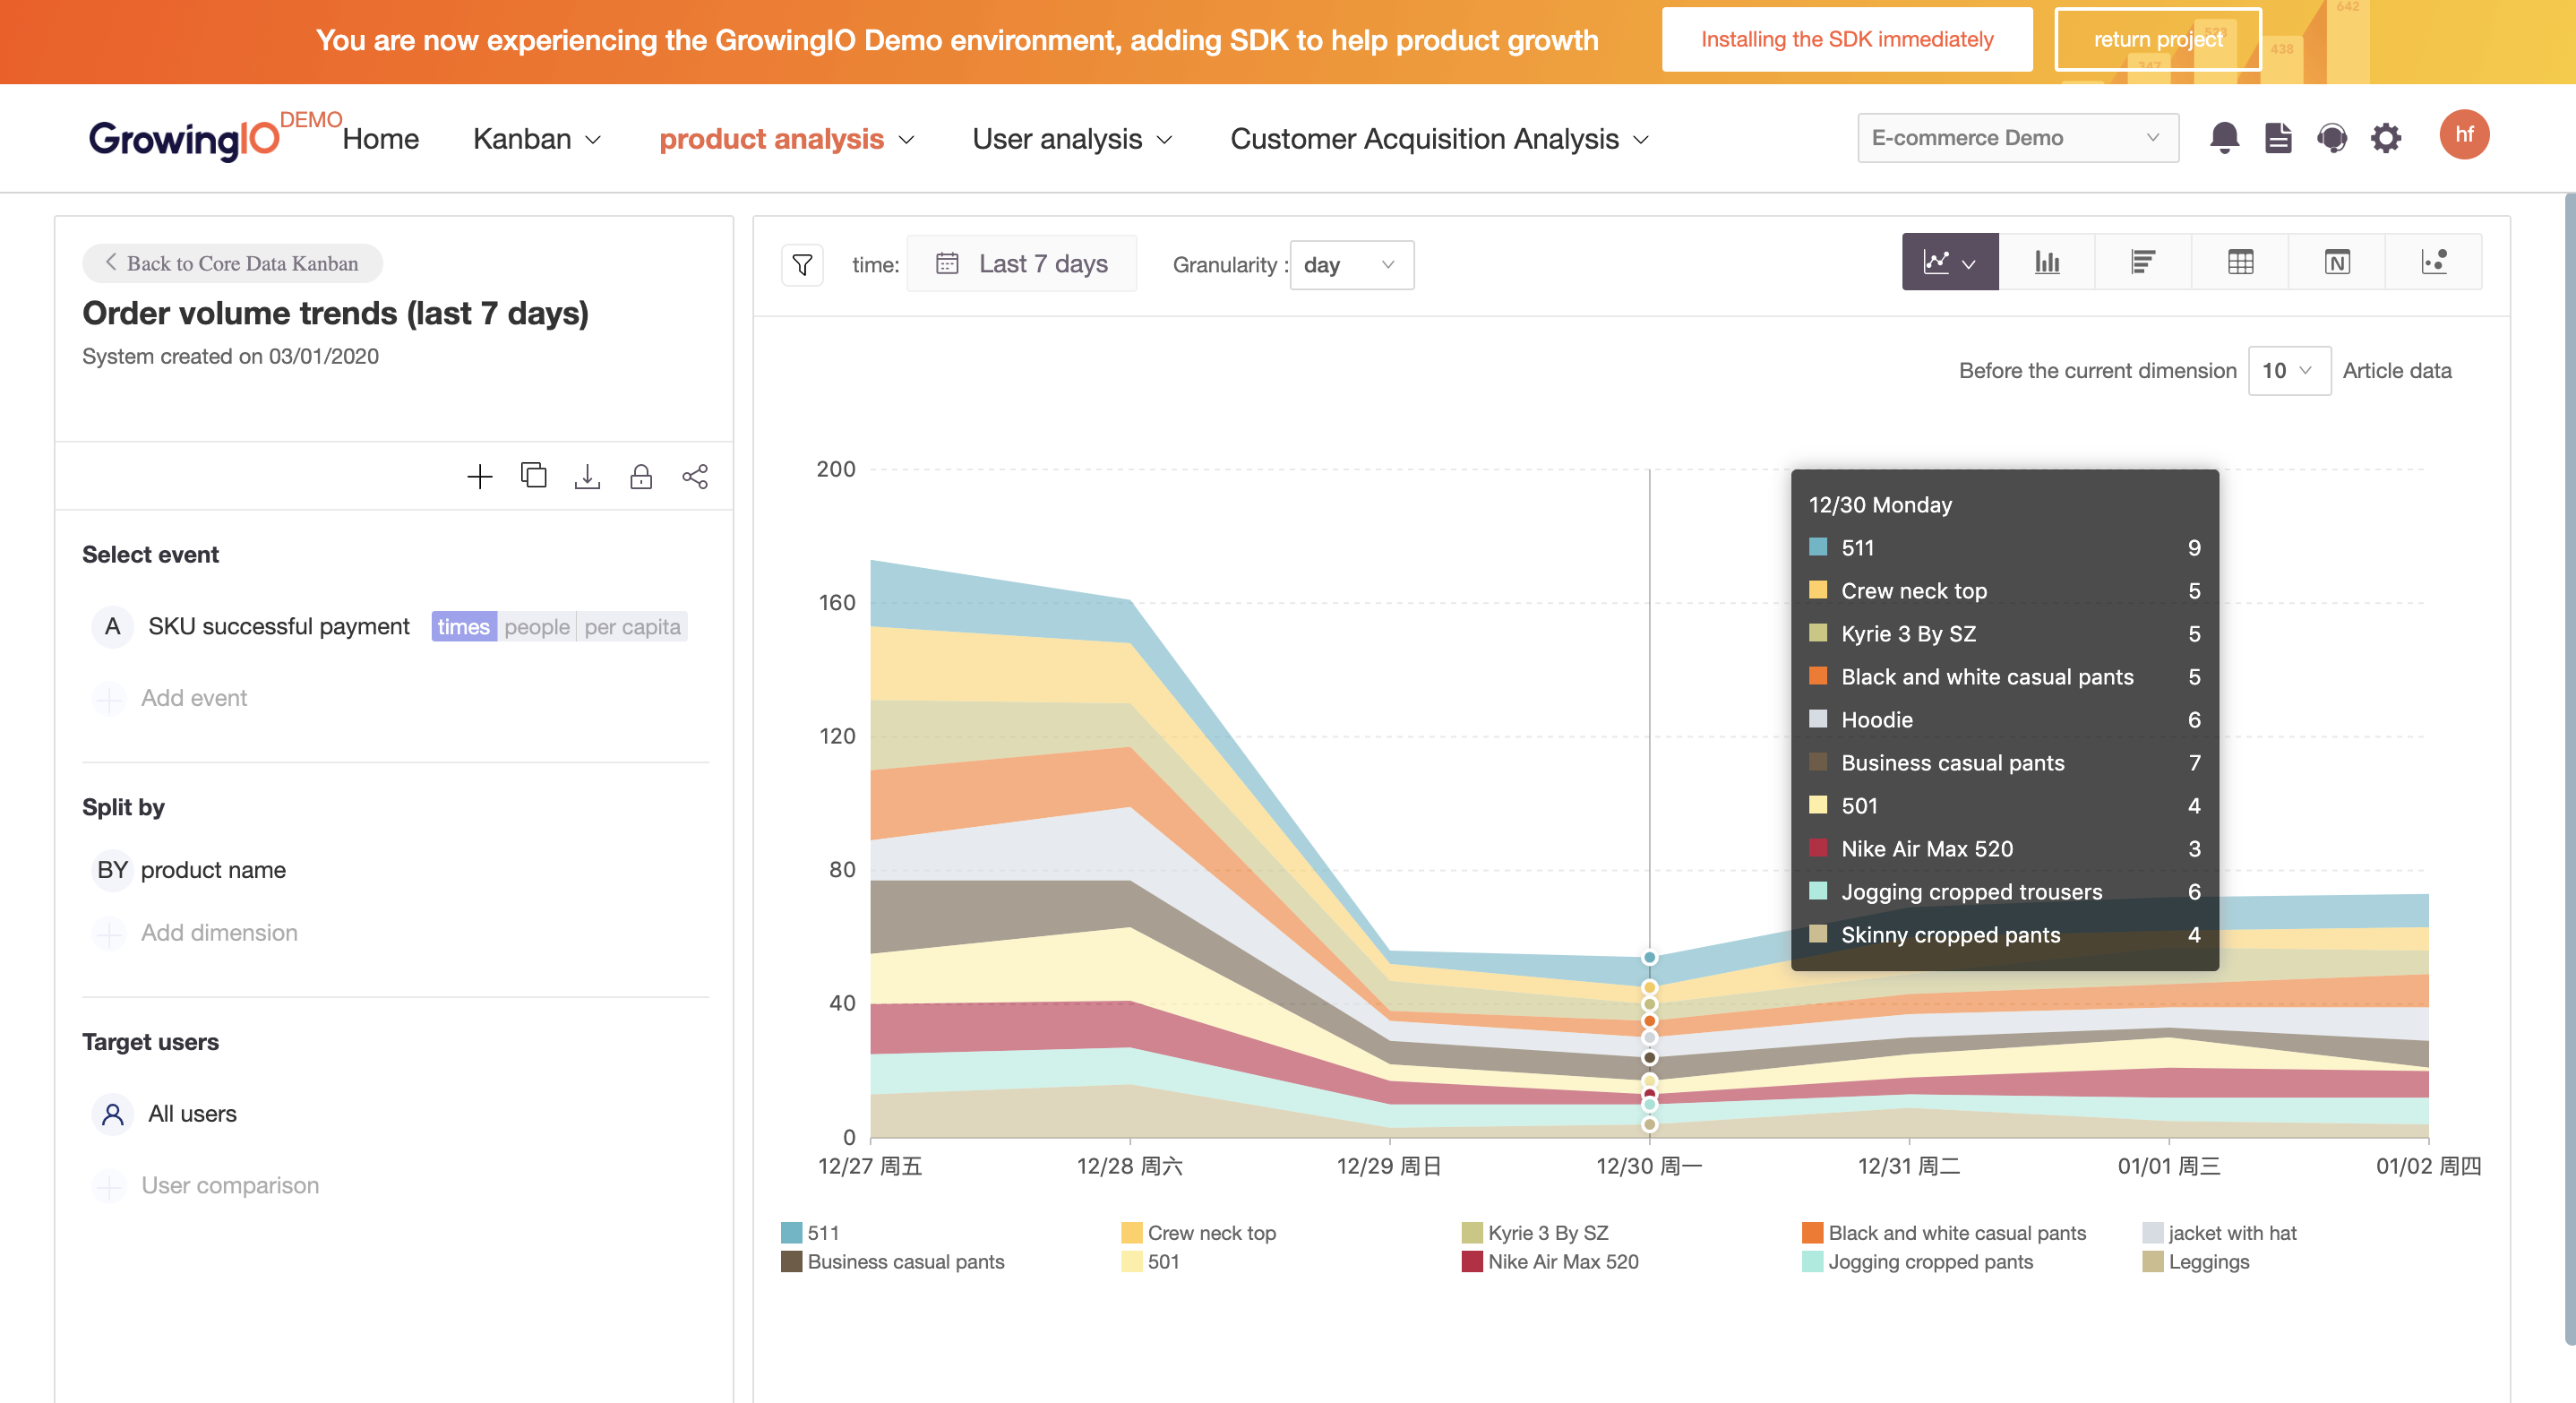 You are now experiencing the GrowingIO Demo environment, adding SDK to help product growth
Installing the SDK immediately
return project
347
438
642
GrowingIO DEMO
Home
Kanban
product analysis
User analysis
Customer Acquisition Analysis
E-commerce Demo
hf
Back to Core Data Kanban
Order volume trends (last 7 days)
System created on 03/01/2020
Select event
A SKU successful payment times people per capita
Add event
Split by
BY product name
Add dimension
Target users
All users
User comparison
time: Last 7 days
Granularity : day
N
Before the current dimension 10 Article data
200
160
120
80
40
0
12/30 Monday
511 9
Crew neck top 5
Kyrie 3 By SZ 5
Black and white casual pants 5
Hoodie 6
Business casual pants 7
501 4
Nike Air Max 520 3
Jogging cropped trousers 6
Skinny cropped pants 4
12/27 周五
12/28 周六
12/29 周日
12/30 周一
12/31 周二
01/01 周三
01/02 周四
511
Crew neck top
Kyrie 3 By SZ
Black and white casual pants
jacket with hat
Business casual pants
501
Nike Air Max 520
Jogging cropped pants
Leggings